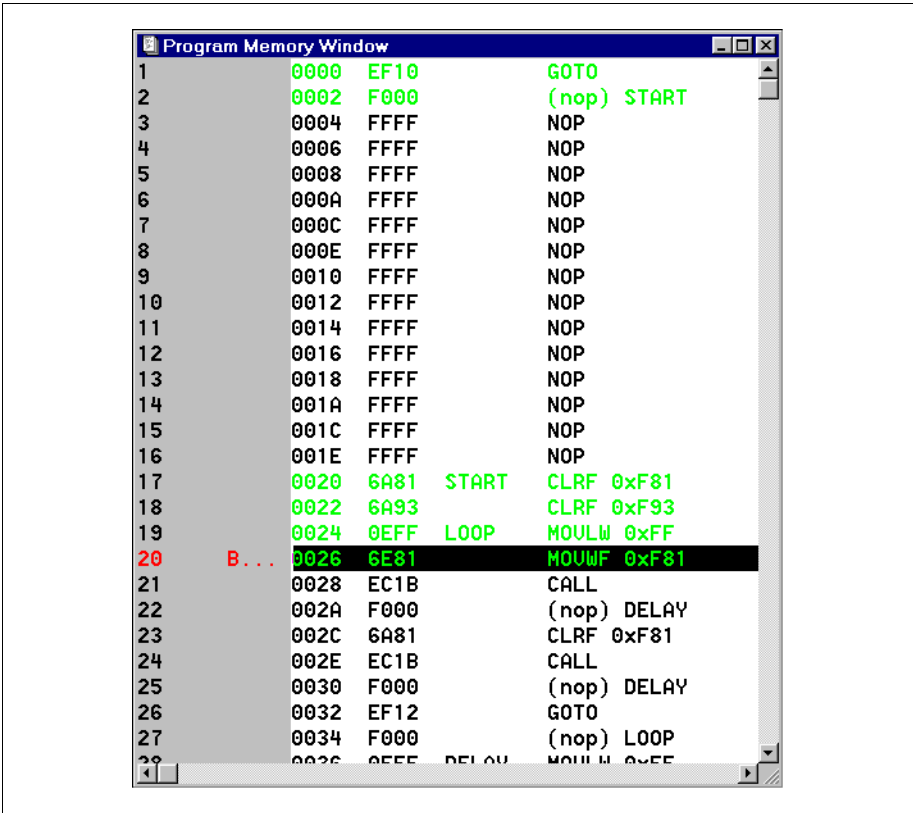 Program Memory Window
1 0000 EF10 GOTO
2 0002 F000 (nop) START
3 0004 FFFF NOP
4 0006 FFFF NOP
5 0008 FFFF NOP
6 000A FFFF NOP
7 000C FFFF NOP
8 000E FFFF NOP
9 0010 FFFF NOP
10 0012 FFFF NOP
11 0014 FFFF NOP
12 0016 FFFF NOP
13 0018 FFFF NOP
14 001A FFFF NOP
15 001C FFFF NOP
16 001E FFFF NOP
17 0020 6A81 START CLRF 0xF81
18 0022 6A93 CLRF 0xF93
19 0024 0EFF LOOP MOVLW 0xFF
20 B... 0026 6E81 MOVWF 0xF81
21 0028 EC1B CALL
22 002A F000 (nop) DELAY
23 002C 6A81 CLRF 0xF81
24 002E EC1B CALL
25 0030 F000 (nop) DELAY
26 0032 EF12 GOTO
27 0034 F000 (nop) LOOP
28 0036 0EFF DELAY MOVLW 0xFF